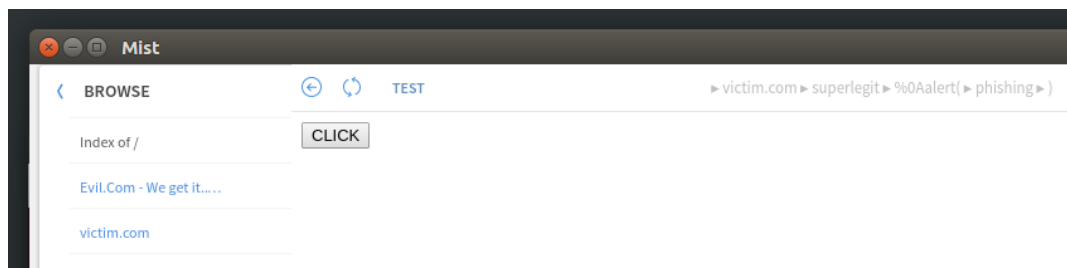 Mist
BROWSE
TEST
▸ victim.com ▸ superlegit ▸ %0Aalert( ▸ phishing ▸ )
Index of /
CLICK
Evil.Com - We get it.....
victim.com